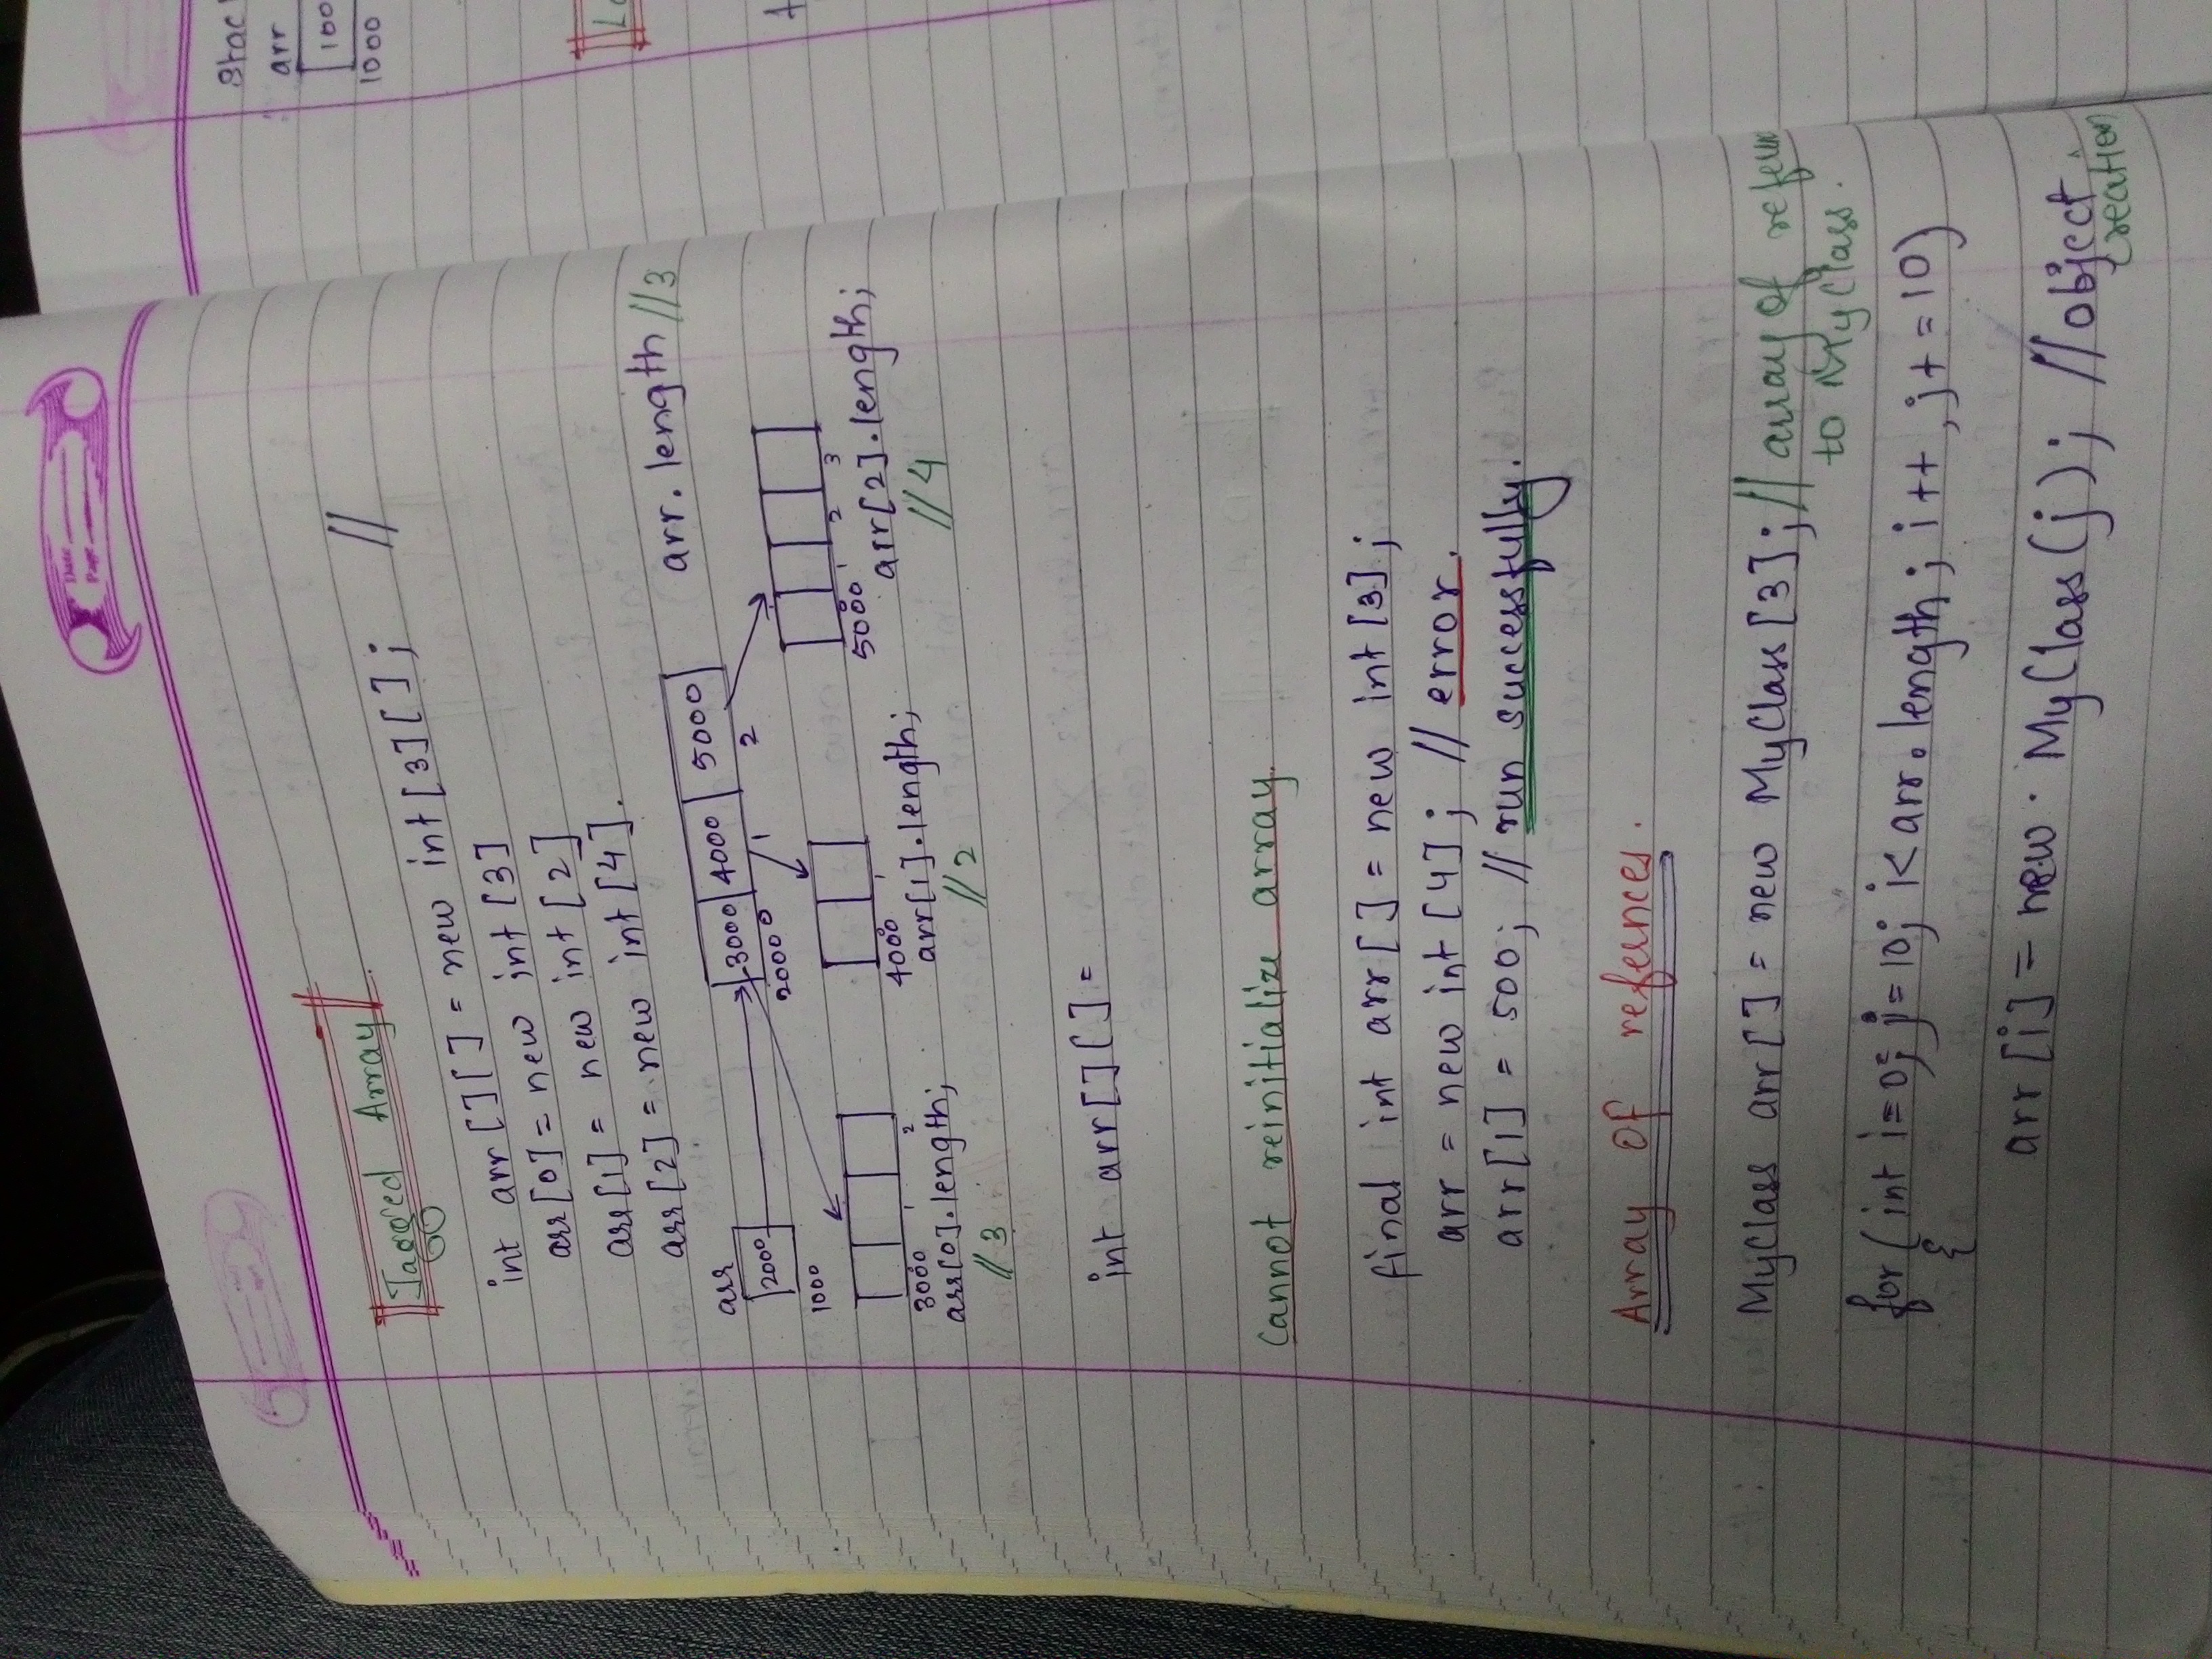 Date
Page
Jagged Array
int arr[][] = new int[3][]; //
arr[0] = new int[3]
arr[1] = new int[2]
arr[2] = new int[4].
arr.length //3
arr
2000
1000
3000 4000 5000
2000 0 1 2
3000 0 1 2
4000 0 1
5000 0 1 2 3
arr[0].length;
//3
arr[1].length;
//2
arr[2].length;
//4
int arr[][] =
Cannot reinitialize array.
final int arr[] = new int[3];
arr = new int[4]; // error.
arr[1] = 500; // run successfully.
Array of refernces.
MyClass arr[] = new MyClass[3]; // array of
to MyClass.
for(int i=0; j=10; i<arr.length; i++, j+=10)
{
arr[i] = new MyClass(j); //object
creation
Stac
arr
100
1000